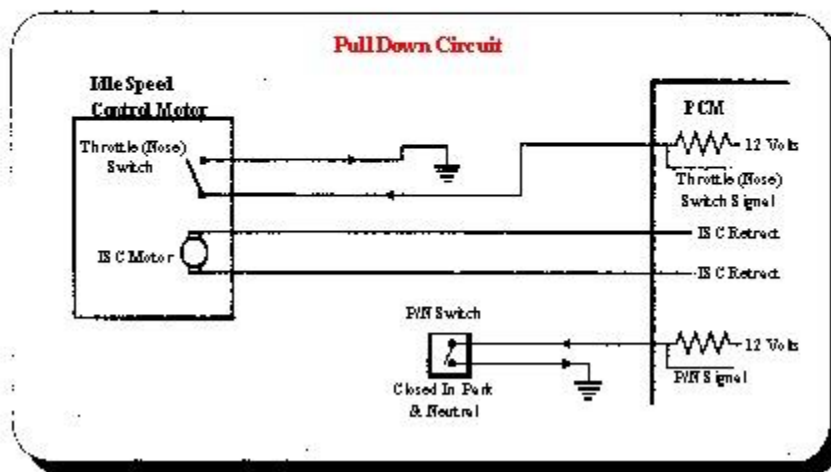 Pull Down Circuit
Idle Speed
Control Motor
PCM
Throttle (Nose)
Switch
12 Volts
Throttle (Nose)
Switch Signal
ISC Retract
ISC Motor
ISC Retract
P/N Switch
12 Volts
P/N Signal
Closed In Park
& Neutral